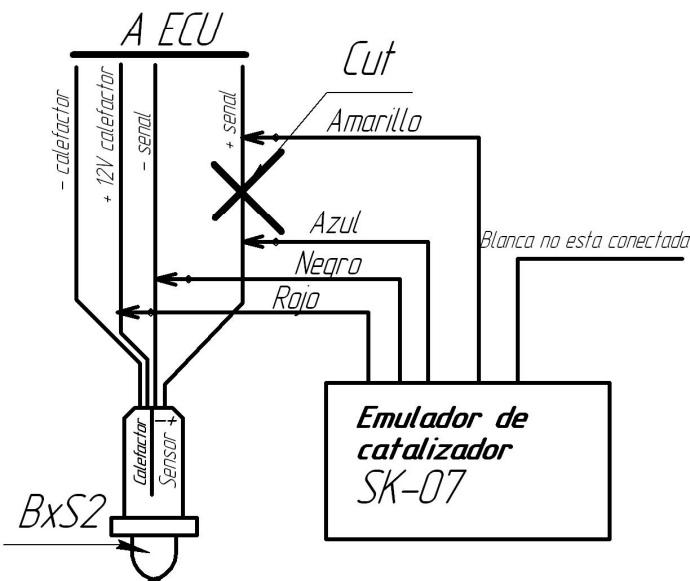 A ECU
Cut
- calefactor
+ 12V calefactor
- senal
+ senal
Amarillo
Azul
Blanca no esta conectada
Negro
Rojo
Emulador de
catalizador
SK-07
Calefactor
Sensor
- +
BxS2